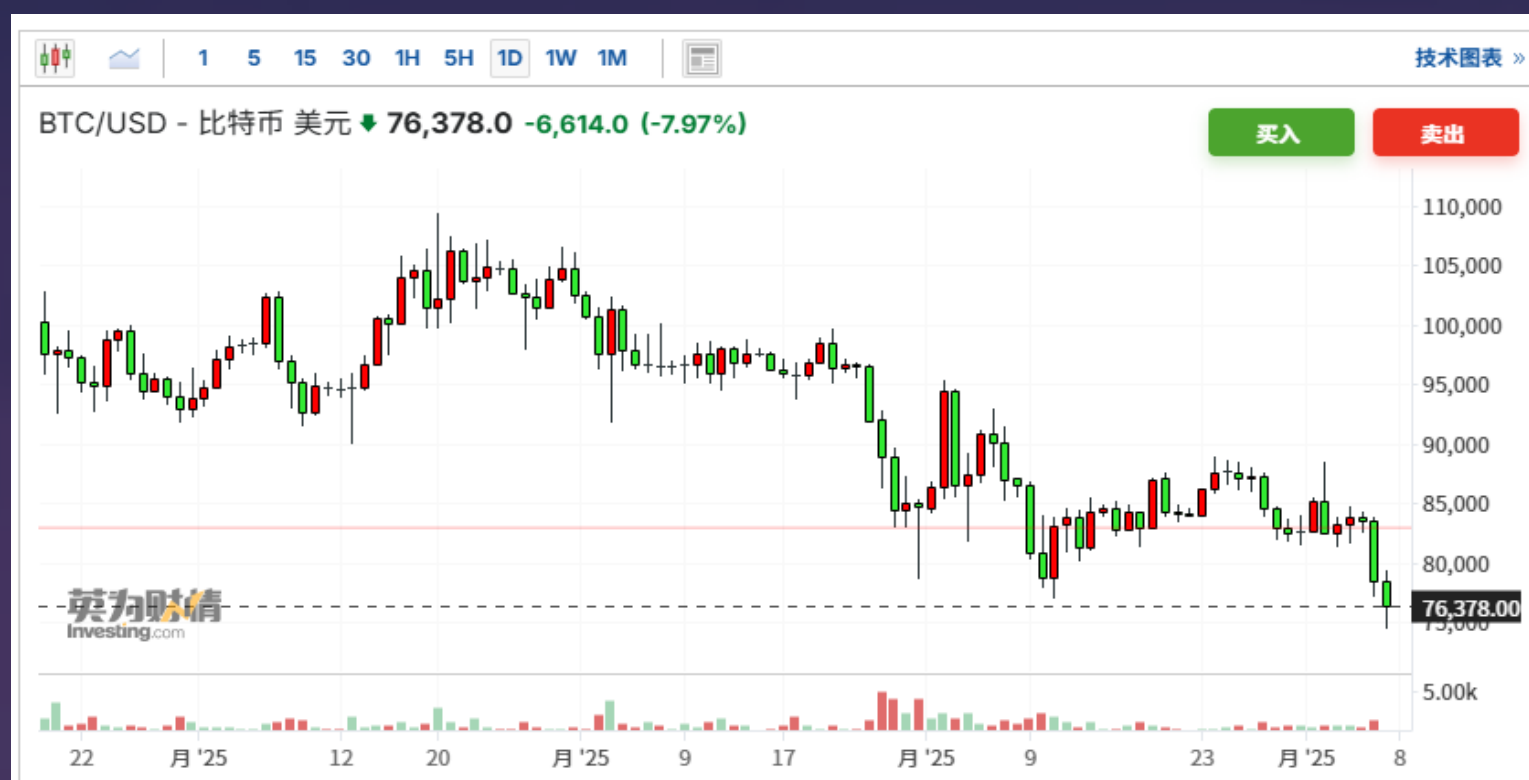 1 5 15 30 1H 5H 1D 1W 1M 技术图表 »
BTC/USD - 比特币 美元 76,378.0 -6,614.0 (-7.97%) 买入 卖出
110,000
105,000
100,000
95,000
90,000
85,000
80,000
英为财情
Investing.com
76,378.00
75,000
5.00k
22 月 '25 12 20 月 '25 9 17 月 '25 9 23 月 '25 8